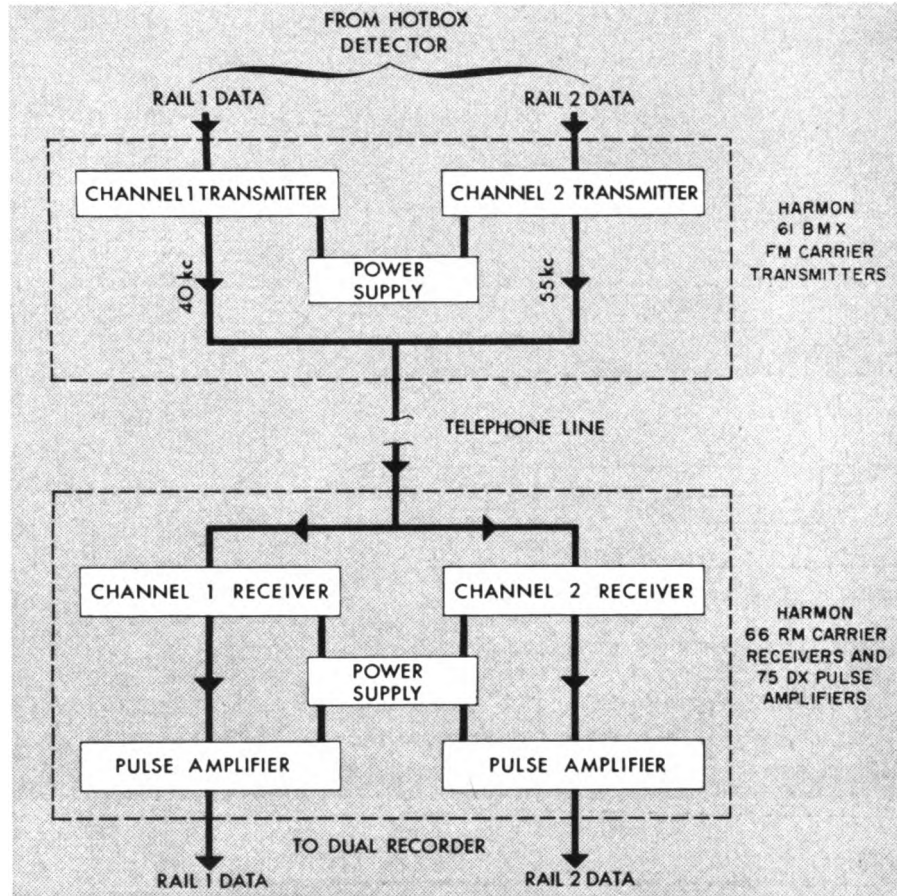 FROM HOTBOX
DETECTOR
RAIL 1 DATA
RAIL 2 DATA
CHANNEL 1 TRANSMITTER
CHANNEL 2 TRANSMITTER
HARMON
61 BMX
FM CARRIER
TRANSMITTERS
POWER
SUPPLY
40 kc
55 kc
TELEPHONE LINE
CHANNEL 1 RECEIVER
CHANNEL 2 RECEIVER
HARMON
66 RM CARRIER
RECEIVERS AND
75 DX PULSE
AMPLIFIERS
POWER
SUPPLY
PULSE AMPLIFIER
PULSE AMPLIFIER
TO DUAL RECORDER
RAIL 1 DATA
RAIL 2 DATA